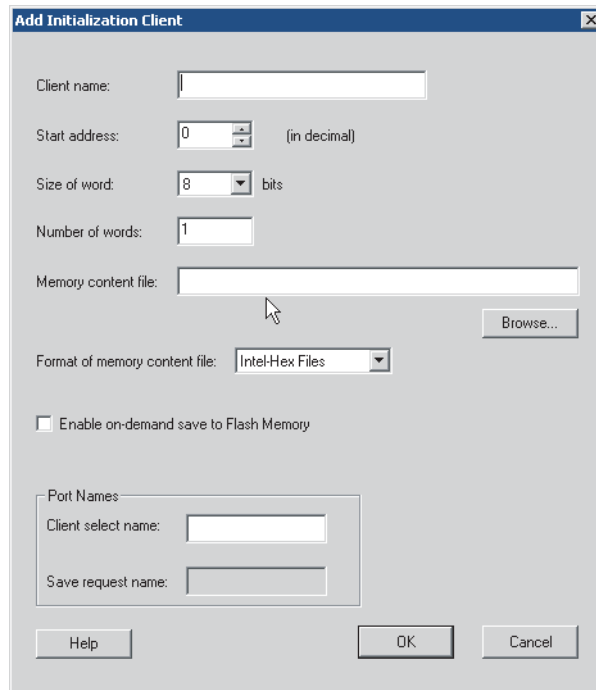 Add Initialization Client
Client name:
Start address: 0 (in decimal)
Size of word: 8 bits
Number of words: 1
Memory content file:
Browse...
Format of memory content file: Intel-Hex Files
Enable on-demand save to Flash Memory
Port Names
Client select name:
Save request name:
Help OK Cancel